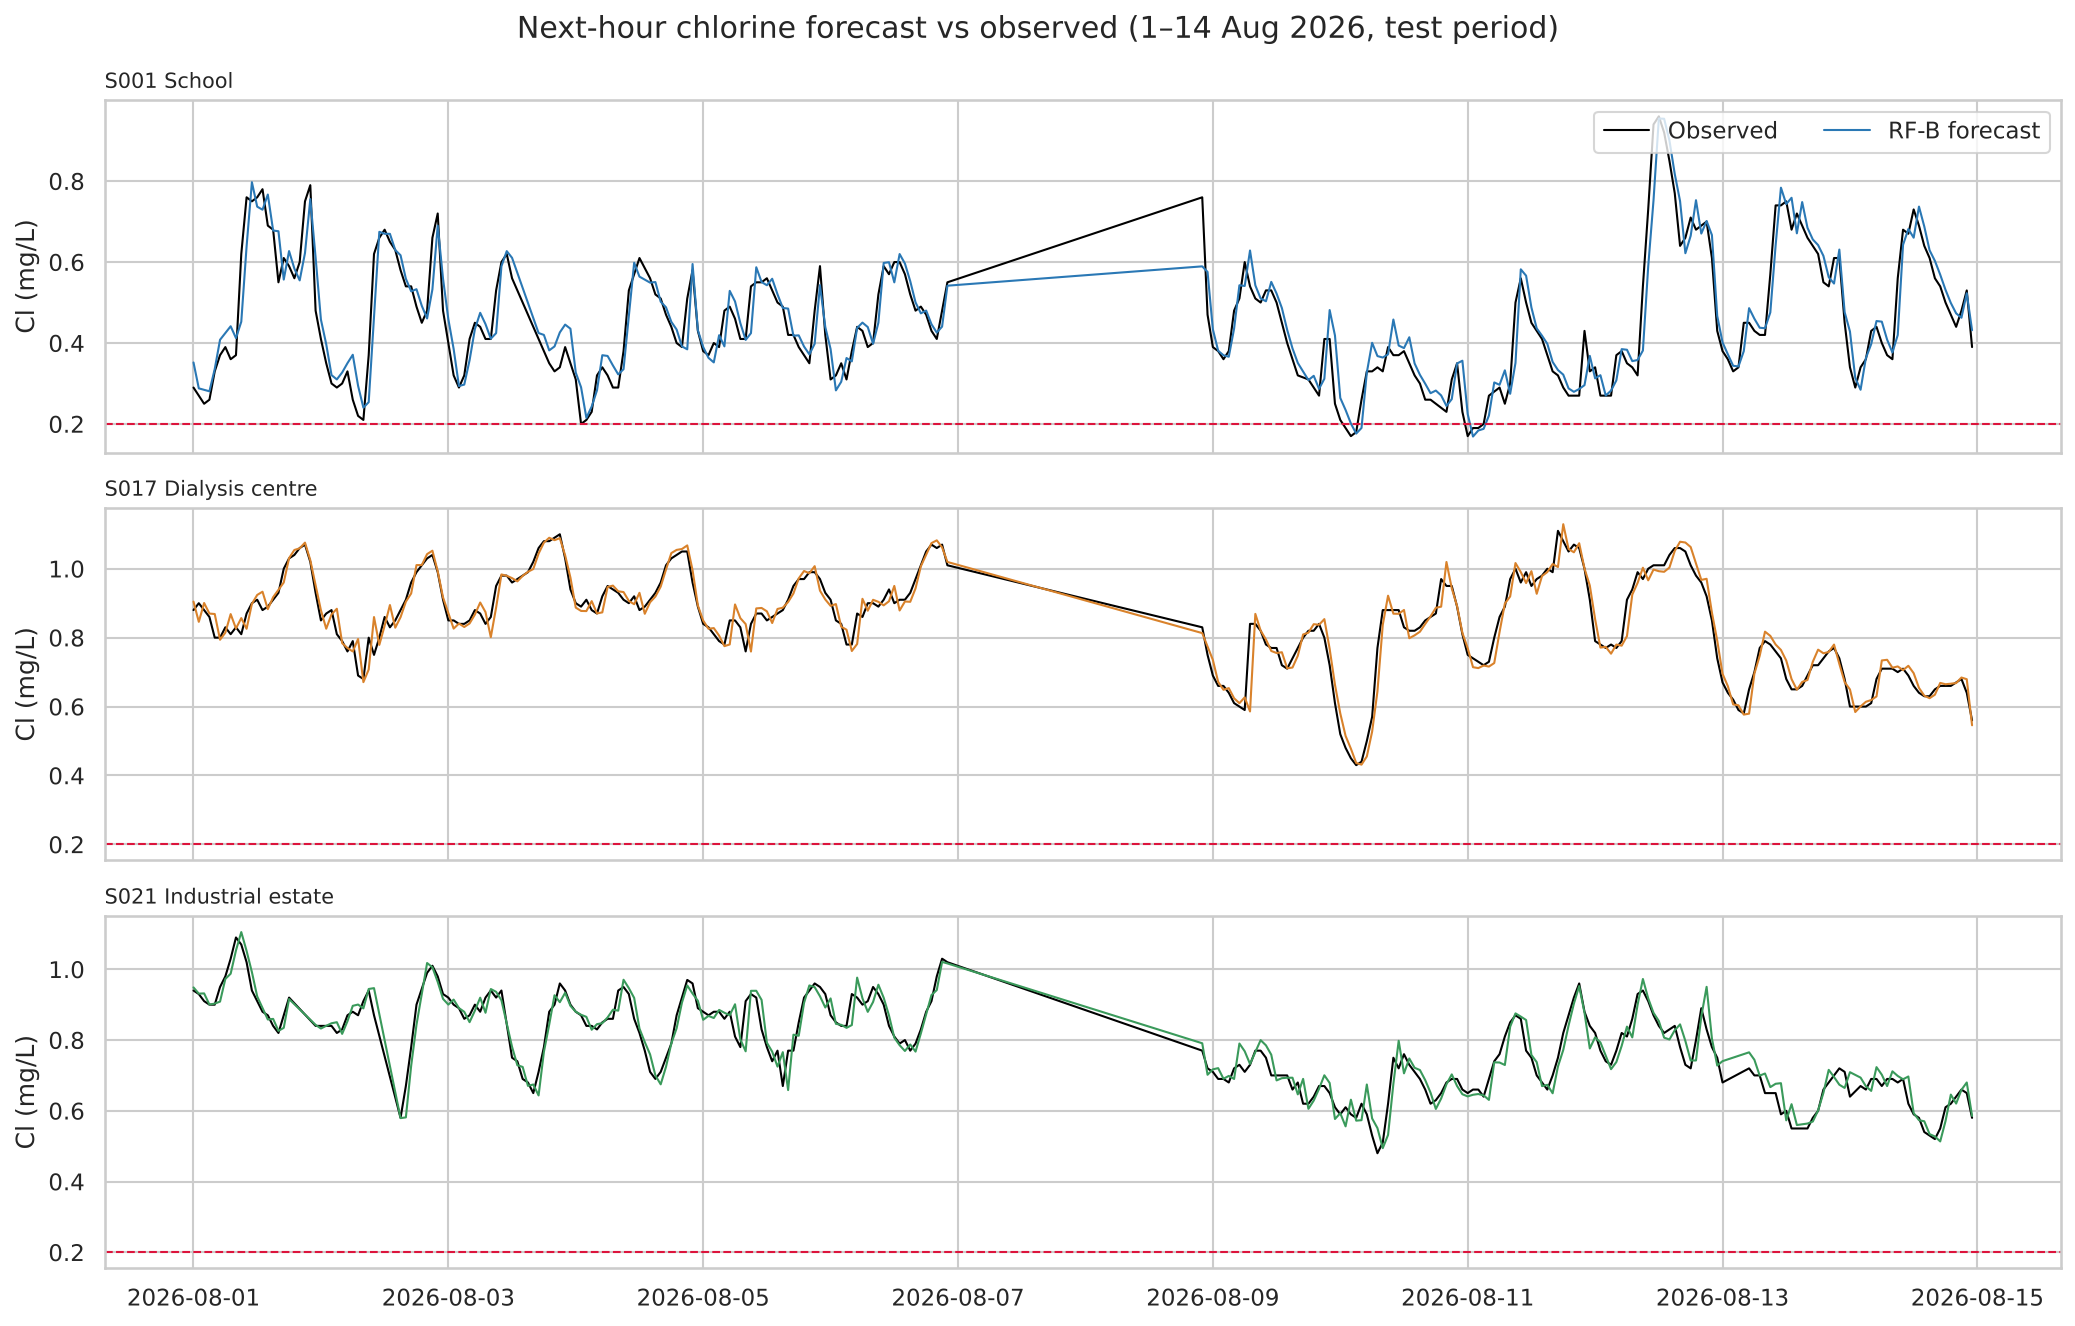 Next-hour chlorine forecast vs observed (1–14 Aug 2026, test period)
S001 School
Observed RF-B forecast
Cl (mg/L)
0.8
0.6
0.4
0.2
S017 Dialysis centre
Cl (mg/L)
1.0
0.8
0.6
0.4
0.2
S021 Industrial estate
Cl (mg/L)
1.0
0.8
0.6
0.4
0.2
2026-08-01 2026-08-03 2026-08-05 2026-08-07 2026-08-09 2026-08-11 2026-08-13 2026-08-15